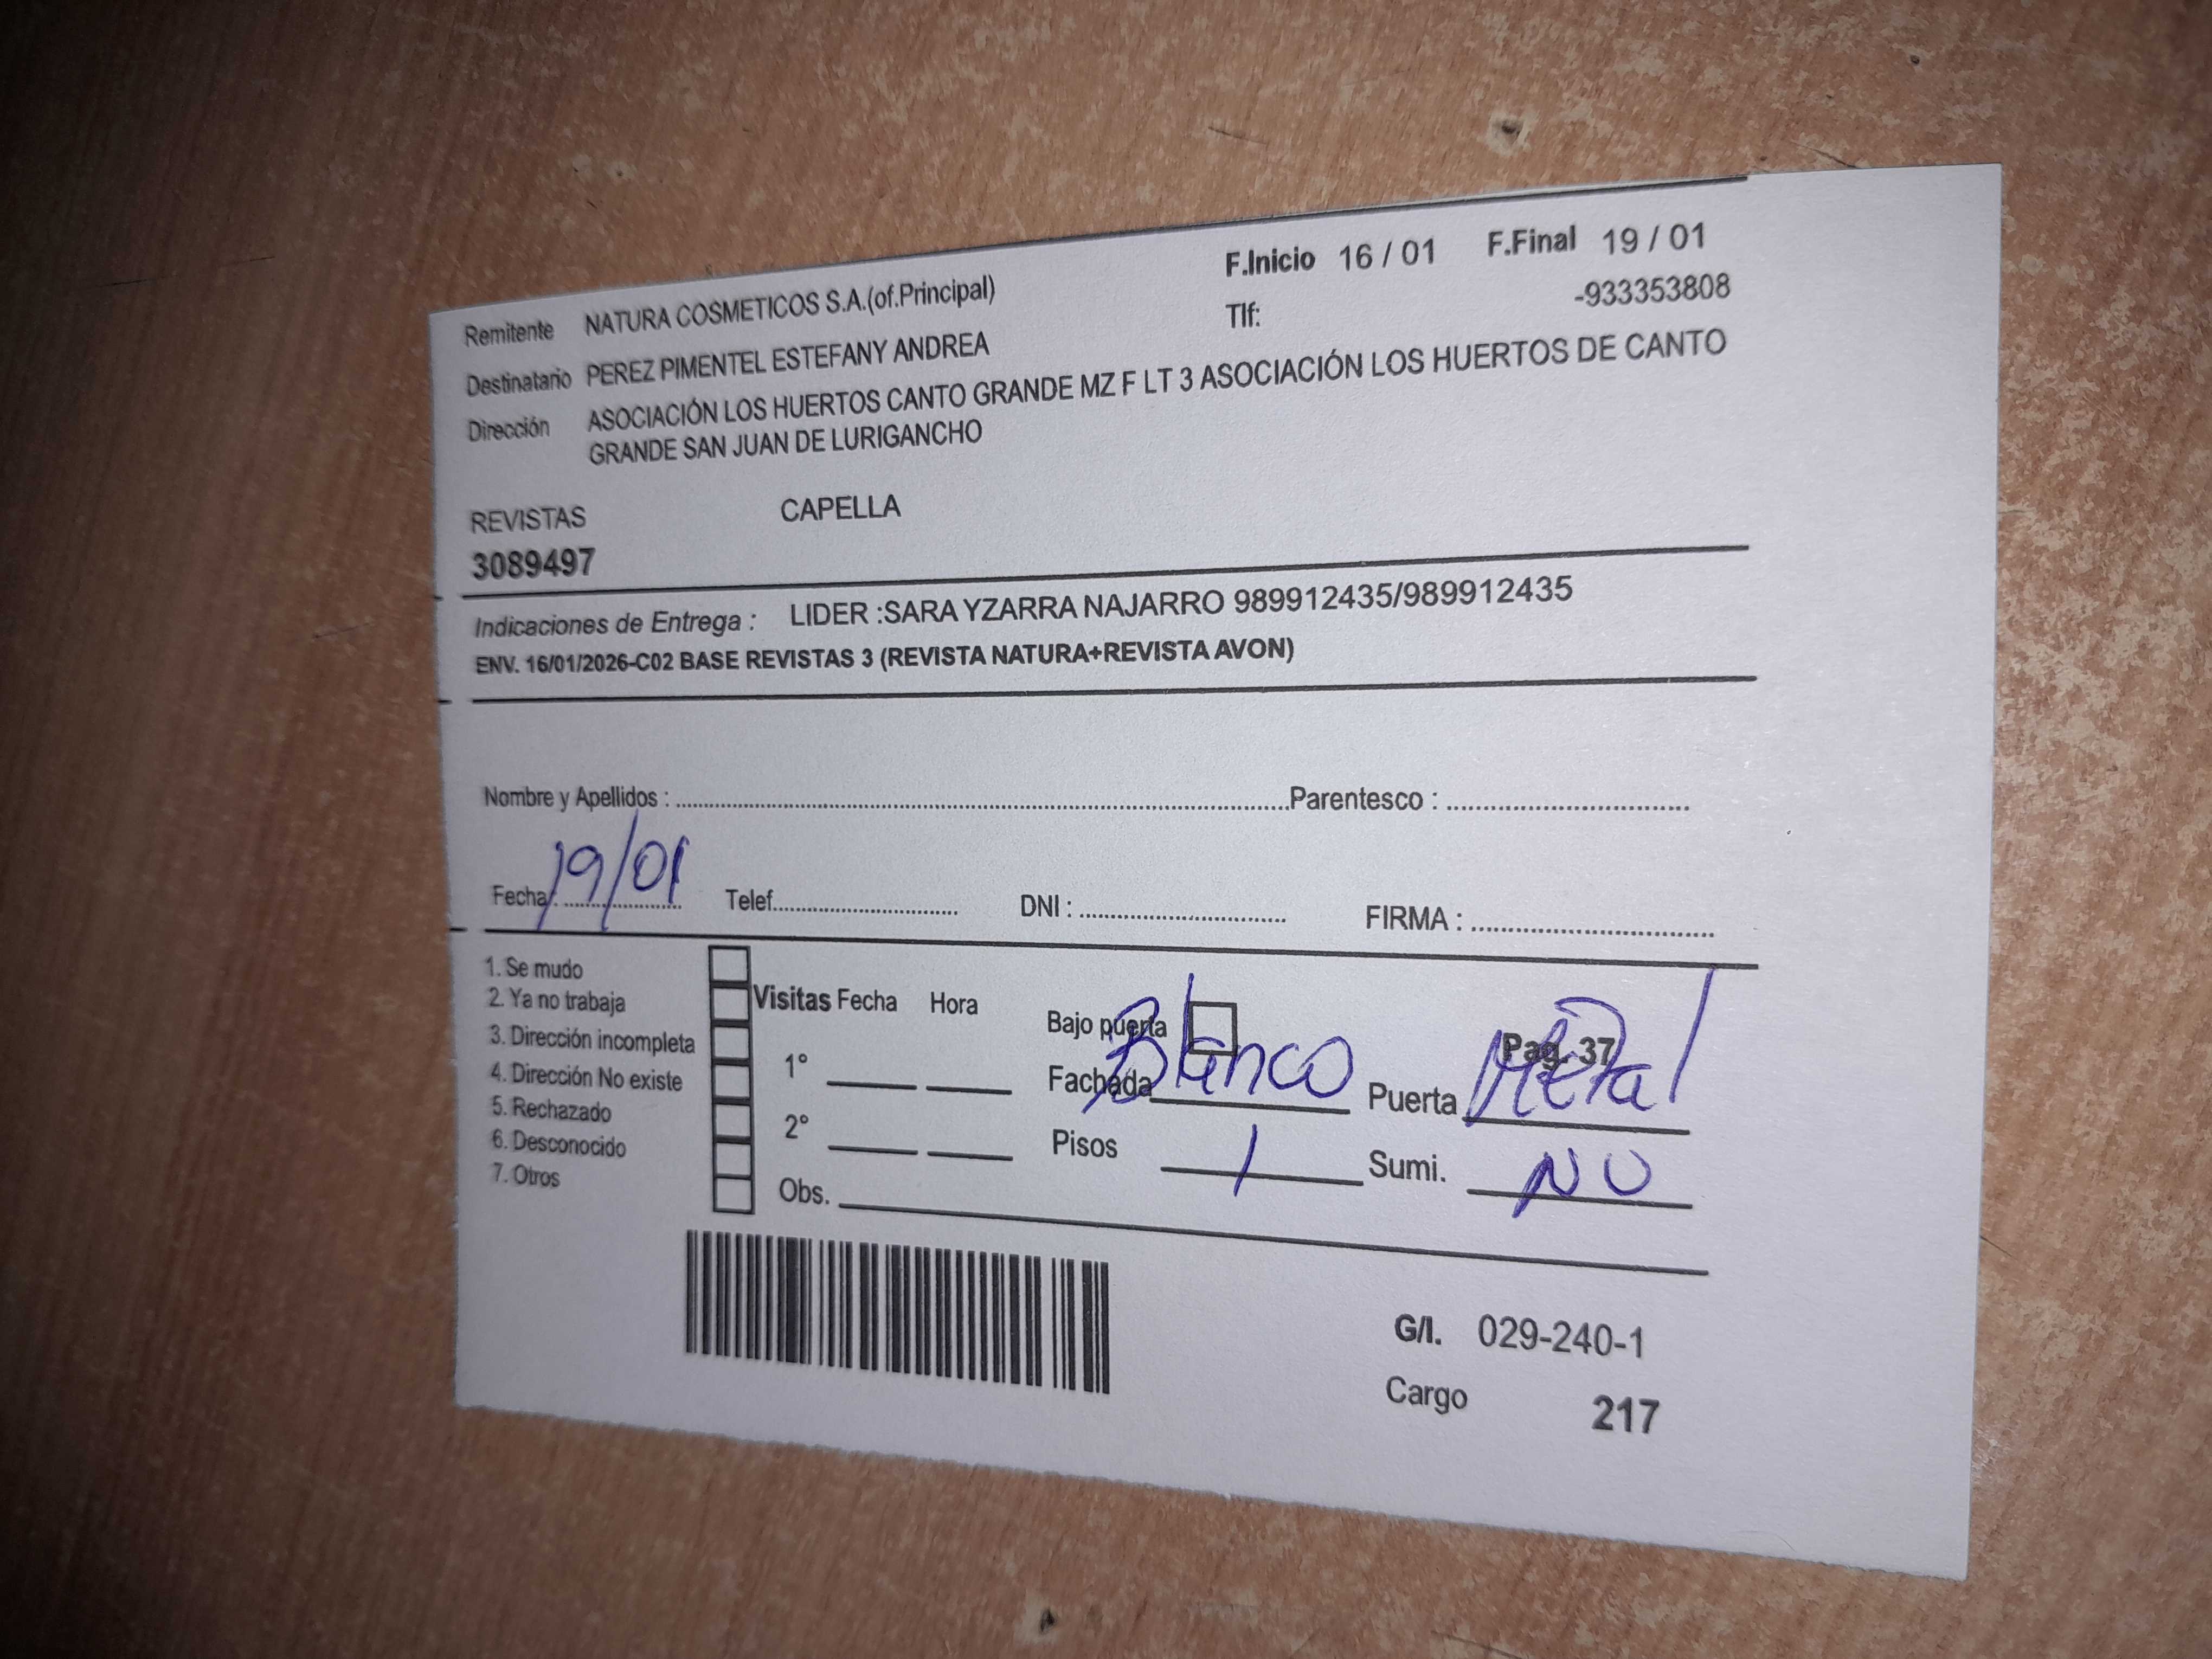 F.Inicio 16 / 01 F.Final 19 / 01
Remitente NATURA COSMETICOS S.A.(of.Principal)
Tlf: -933353808
Destinatario PEREZ PIMENTEL ESTEFANY ANDREA
Dirección ASOCIACIÓN LOS HUERTOS CANTO GRANDE MZ F LT 3 ASOCIACIÓN LOS HUERTOS DE CANTO
GRANDE SAN JUAN DE LURIGANCHO
REVISTAS CAPELLA
3089497
Indicaciones de Entrega : LIDER :SARA YZARRA NAJARRO 989912435/989912435
ENV. 16/01/2026-C02 BASE REVISTAS 3 (REVISTA NATURA+REVISTA AVON)
Nombre y Apellidos : Parentesco :
Fecha: 19/01 Telef. DNI : FIRMA :
1. Se mudo
2. Ya no trabaja
3. Dirección incompleta
4. Dirección No existe
5. Rechazado
6. Desconocido
7. Otros
Visitas Fecha Hora
1°
2°
Obs.
Bajo puerta Pag. 37
Fachada Blanco Puerta Metal
Pisos 1 Sumi. NO
G/I. 029-240-1
Cargo 217